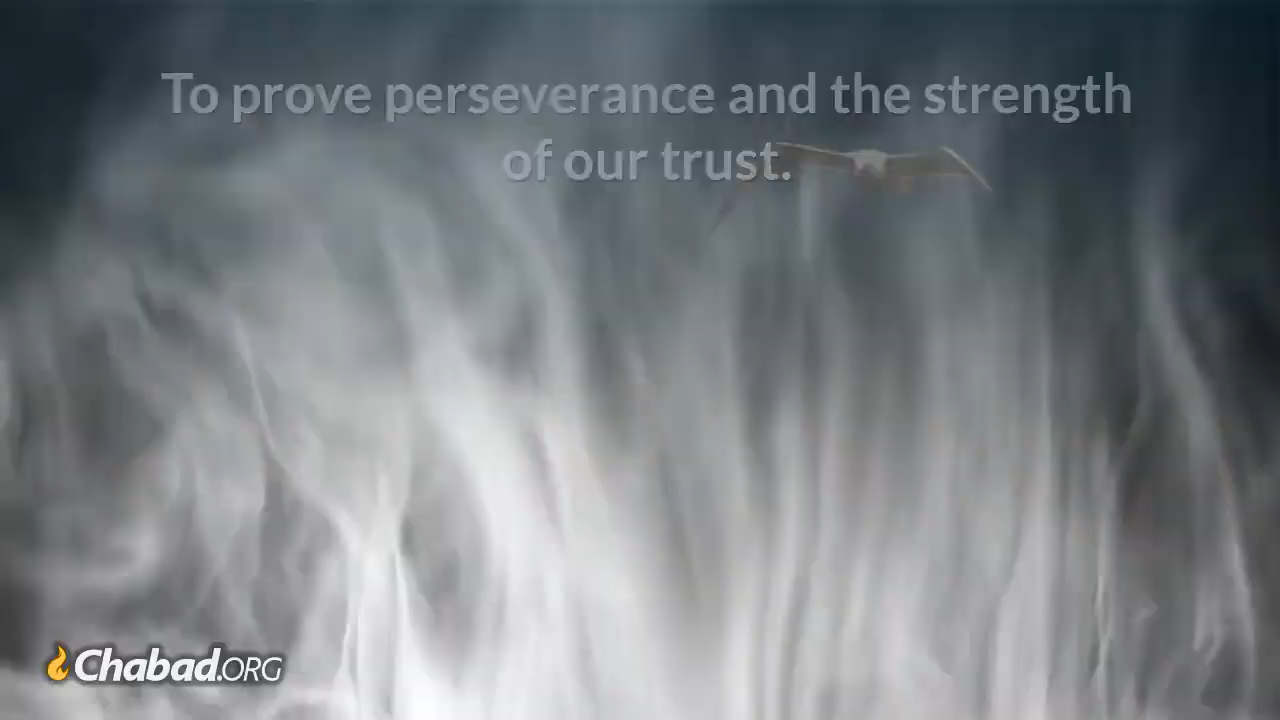 To prove perseverance and the strength
of our trust.
Chabad.ORG